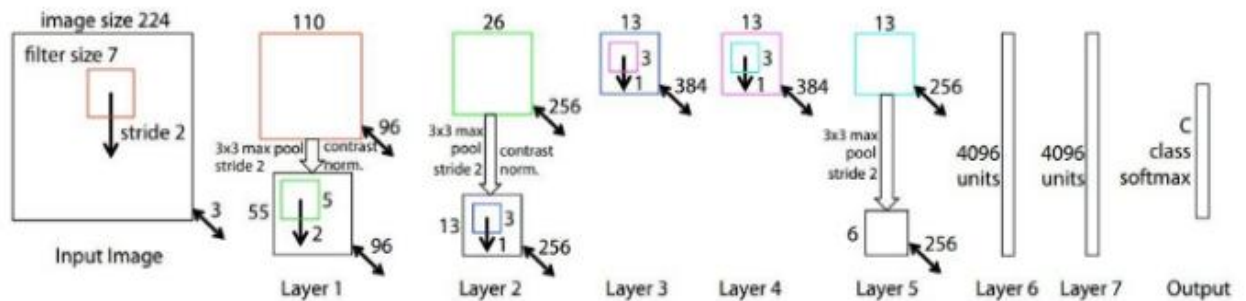 image size 224
filter size 7
stride 2
3
Input Image
110
96
3x3 max pool
stride 2
contrast
norm.
55
5
2
96
Layer 1
26
256
3x3 max
pool
stride 2
contrast
norm.
13
3
1
256
Layer 2
13
3
1
384
Layer 3
13
3
1
384
Layer 4
13
256
3x3 max
pool
stride 2
6
256
Layer 5
4096
units
Layer 6
4096
units
Layer 7
C
class
softmax
Output